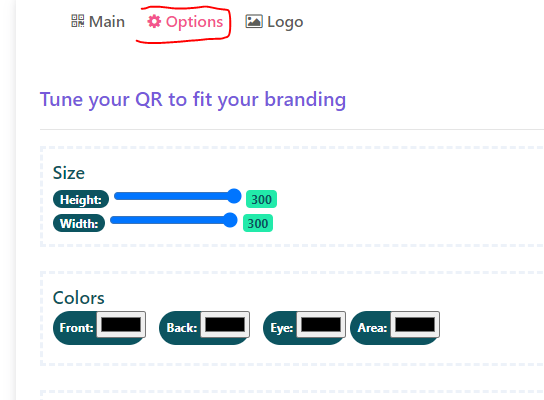 Main Options Logo
Tune your QR to fit your branding
Size
Height: 300
Width: 300
Colors
Front: Back: Eye: Area: